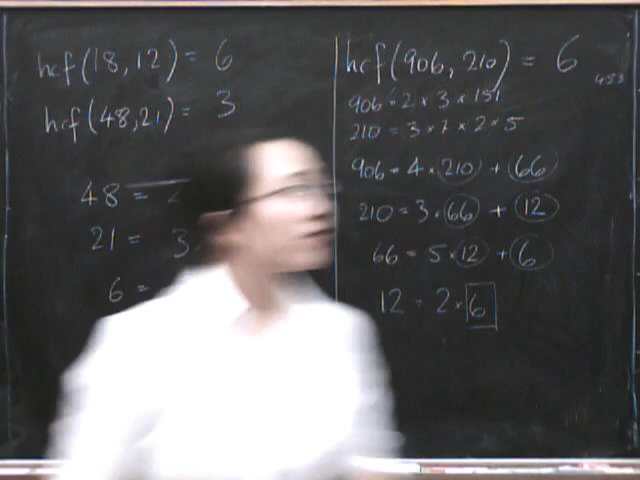 hcf(18,12) = 6
hcf(48,21) = 3
48 = 2
21 = 3.
6 =
hcf(906, 210) = 6
453
906 = 2 × 3 × 151
210 = 3 × 7 × 2 × 5
906 = 4 · 210 + 66
210 = 3 · 66 + 12
66 = 5 × 12 + 6
12 = 2 × 6